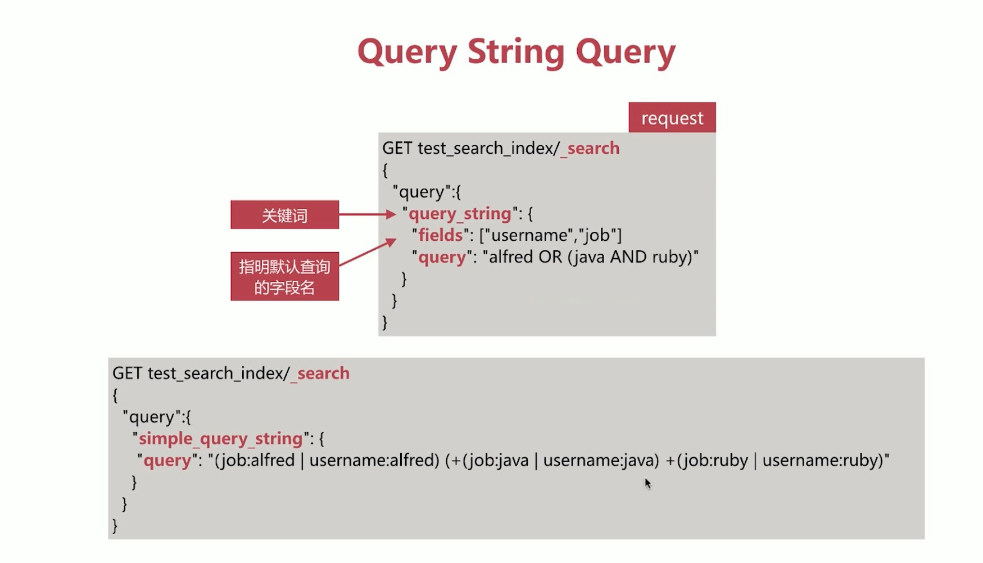 Query String Query
request
GET test_search_index/_search
{
"query":{
关键词
"query_string": {
指明默认查询
的字段名
"fields": ["username","job"]
"query": "alfred OR (java AND ruby)"
}
}
}
GET test_search_index/_search
{
"query":{
"simple_query_string": {
"query": "(job:alfred | username:alfred) (+(job:java | username:java) +(job:ruby | username:ruby)"
}
}
}